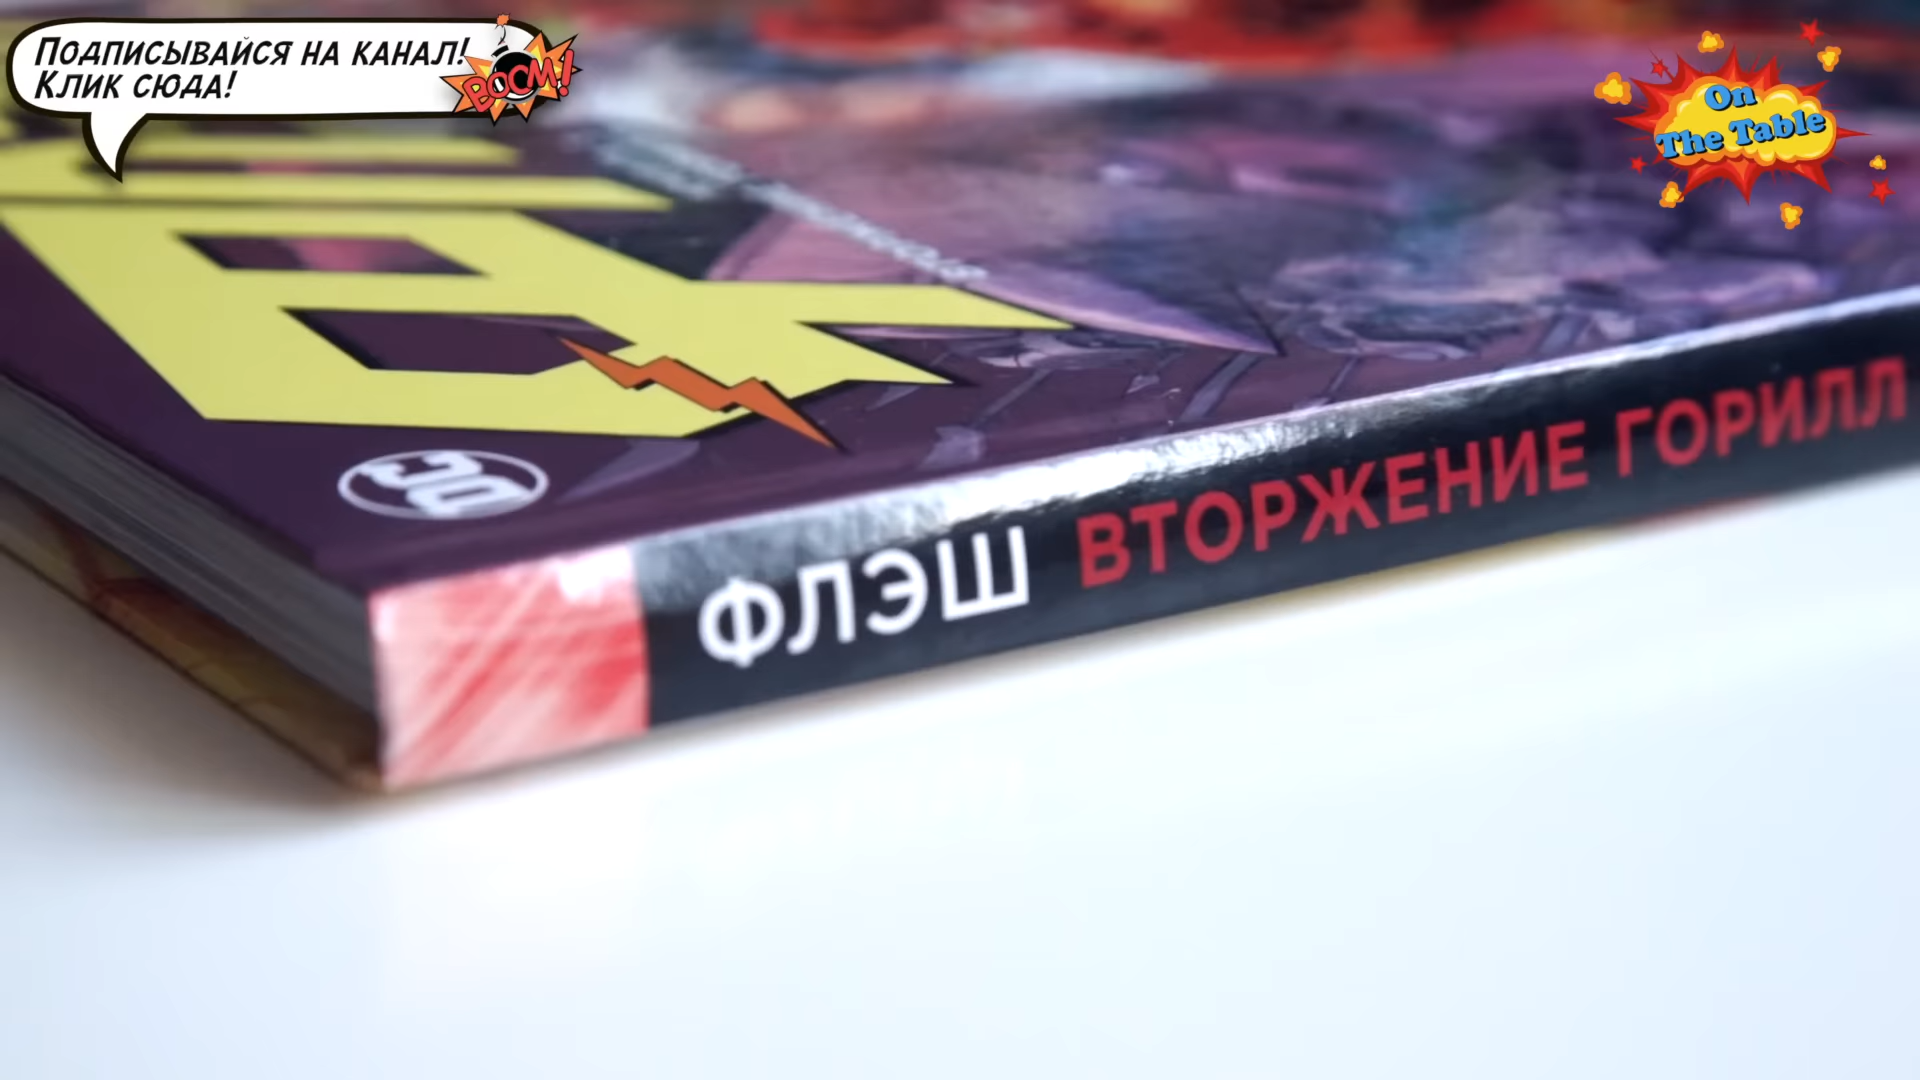 Подписывайся на канал!
Клик сюда!
BOOM!
On
The Table
DC
ФЛЭШ ВТОРЖЕНИЕ ГОРИЛЛ